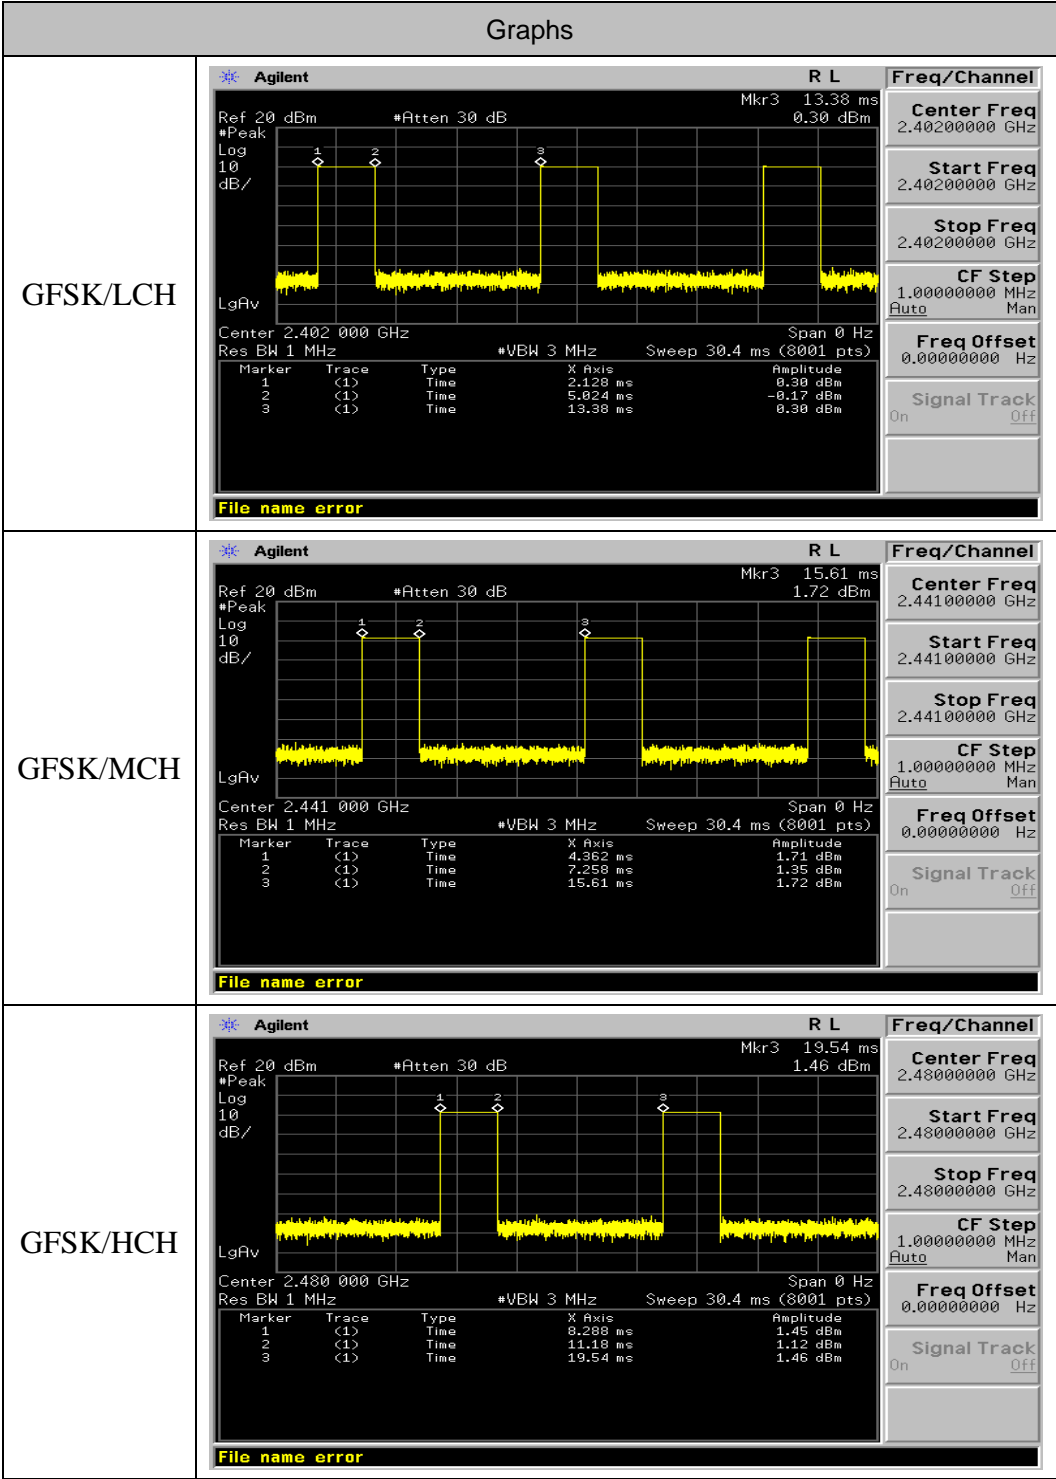 Graphs
GFSK/LCH
Agilent R L Freq/Channel
Mkr3 13.38 ms
Ref 20 dBm #Atten 30 dB 0.30 dBm
#Peak
Log
10
dB/
1 2 3
LgAv
Center 2.402 000 GHz Span 0 Hz
Res BW 1 MHz #VBW 3 MHz Sweep 30.4 ms (8001 pts)
Marker Trace Type X Axis Amplitude
1 (1) Time 2.128 ms 0.30 dBm
2 (1) Time 5.024 ms -0.17 dBm
3 (1) Time 13.38 ms 0.30 dBm
File name error
Center Freq
2.40200000 GHz
Start Freq
2.40200000 GHz
Stop Freq
2.40200000 GHz
CF Step
1.00000000 MHz
Auto Man
Freq Offset
0.00000000 Hz
Signal Track
On Off
GFSK/MCH
Agilent R L Freq/Channel
Mkr3 15.61 ms
Ref 20 dBm #Atten 30 dB 1.72 dBm
#Peak
Log
10
dB/
1 2 3
LgAv
Center 2.441 000 GHz Span 0 Hz
Res BW 1 MHz #VBW 3 MHz Sweep 30.4 ms (8001 pts)
Marker Trace Type X Axis Amplitude
1 (1) Time 4.362 ms 1.71 dBm
2 (1) Time 7.258 ms 1.35 dBm
3 (1) Time 15.61 ms 1.72 dBm
File name error
Center Freq
2.44100000 GHz
Start Freq
2.44100000 GHz
Stop Freq
2.44100000 GHz
CF Step
1.00000000 MHz
Auto Man
Freq Offset
0.00000000 Hz
Signal Track
On Off
GFSK/HCH
Agilent R L Freq/Channel
Mkr3 19.54 ms
Ref 20 dBm #Atten 30 dB 1.46 dBm
#Peak
Log
10
dB/
1 2 3
LgAv
Center 2.480 000 GHz Span 0 Hz
Res BW 1 MHz #VBW 3 MHz Sweep 30.4 ms (8001 pts)
Marker Trace Type X Axis Amplitude
1 (1) Time 8.288 ms 1.45 dBm
2 (1) Time 11.18 ms 1.12 dBm
3 (1) Time 19.54 ms 1.46 dBm
File name error
Center Freq
2.48000000 GHz
Start Freq
2.48000000 GHz
Stop Freq
2.48000000 GHz
CF Step
1.00000000 MHz
Auto Man
Freq Offset
0.00000000 Hz
Signal Track
On Off